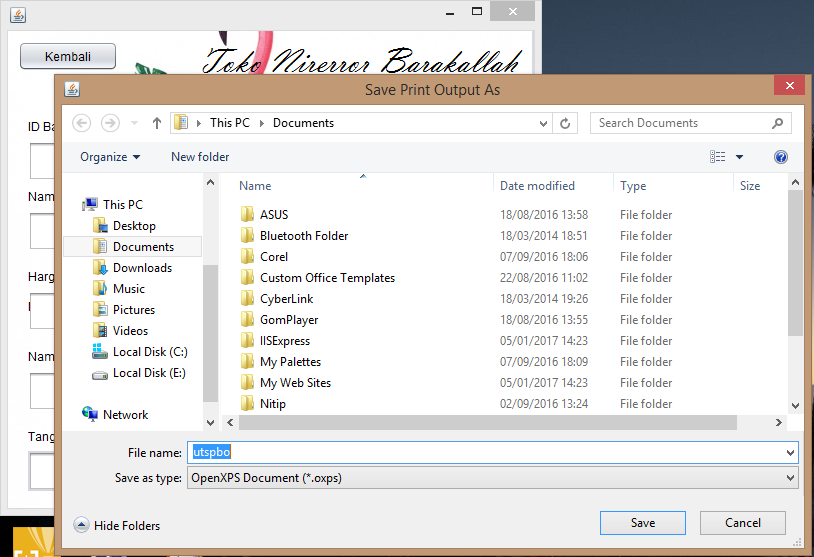 Kembali
Toko Nirerror Barakallah
Save Print Output As
This PC Documents
Search Documents
Organize New folder
ID Ba
Nam
Harg
Nam
Tang
This PC
Desktop
Documents
Downloads
Music
Pictures
Videos
Local Disk (C:)
Local Disk (E:)
Network
Name Date modified Type Size
ASUS 18/08/2016 13:58 File folder
Bluetooth Folder 18/03/2014 18:51 File folder
Corel 07/09/2016 18:06 File folder
Custom Office Templates 22/08/2016 11:02 File folder
CyberLink 18/03/2014 19:26 File folder
GomPlayer 18/08/2016 13:55 File folder
IISExpress 05/01/2017 14:23 File folder
My Palettes 07/09/2016 18:09 File folder
My Web Sites 05/01/2017 14:23 File folder
Nitip 02/09/2016 13:24 File folder
File name: utspbo
Save as type: OpenXPS Document (*.oxps)
Hide Folders
Save
Cancel